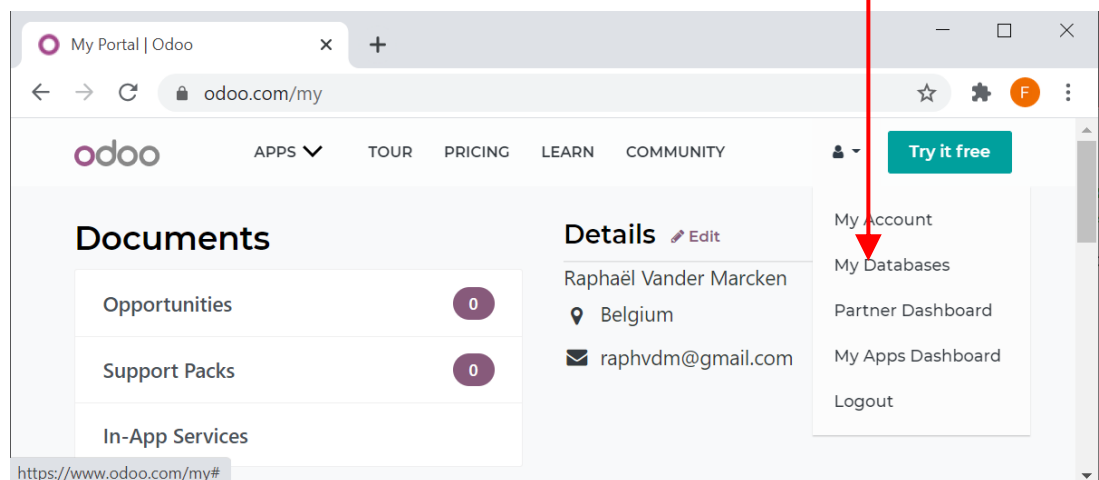 My Portal | Odoo
odoo.com/my
F
odoo APPS TOUR PRICING LEARN COMMUNITY Try it free
Documents
Opportunities 0
Support Packs 0
In-App Services
Details Edit
Raphaël Vander Marcken
Belgium
raphvdm@gmail.com
My Account
My Databases
Partner Dashboard
My Apps Dashboard
Logout
https://www.odoo.com/my#